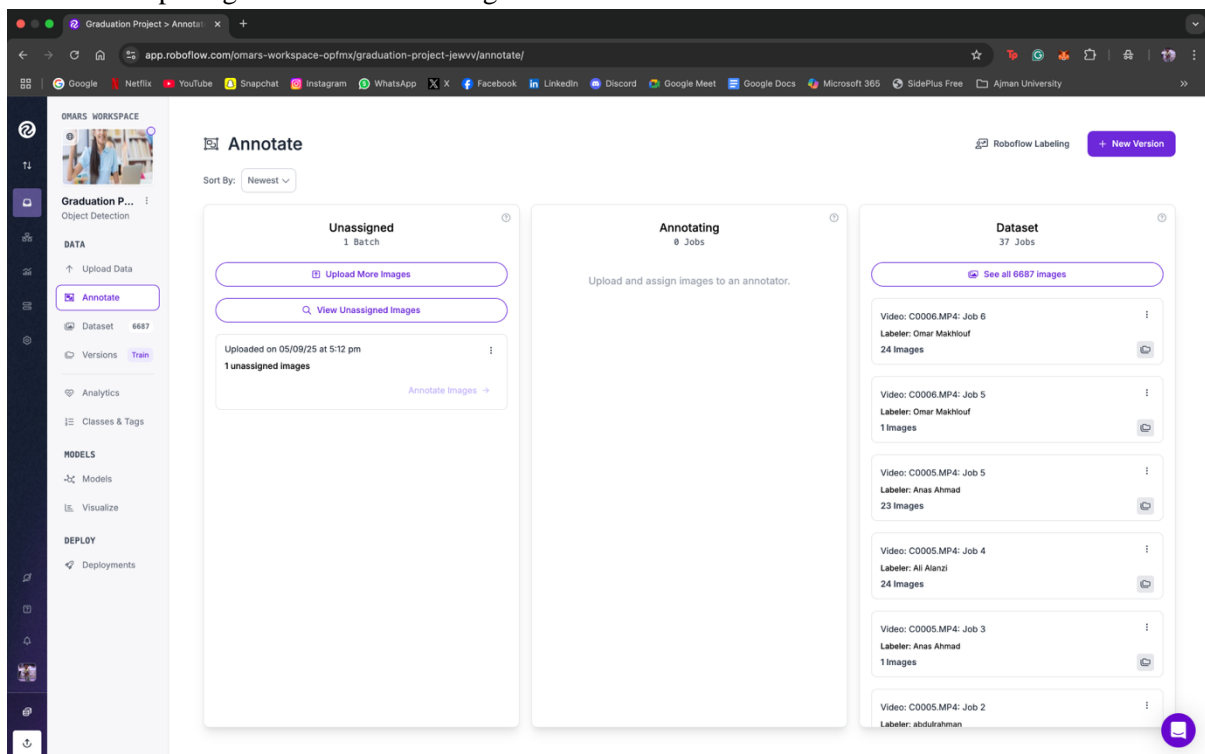 Graduation Project > Annotat
app.roboflow.com/omars-workspace-opfmx/graduation-project-jewvv/annotate/
Google Netflix YouTube Snapchat Instagram WhatsApp X Facebook LinkedIn Discord Google Meet Google Docs Microsoft 365 SidePlus Free Ajman University
OMARS WORKSPACE
Graduation P...
Object Detection
DATA
Upload Data
Annotate
Dataset 6687
Versions Train
Analytics
Classes & Tags
MODELS
Models
Visualize
DEPLOY
Deployments
Annotate
Roboflow Labeling
+ New Version
Sort By: Newest
Unassigned
1 Batch
Upload More Images
View Unassigned Images
Uploaded on 05/09/25 at 5:12 pm
1 unassigned images
Annotate Images →
Annotating
0 Jobs
Upload and assign images to an annotator.
Dataset
37 Jobs
See all 6687 images
Video: C0006.MP4: Job 6
Labeler: Omar Makhlouf
24 Images
Video: C0006.MP4: Job 5
Labeler: Omar Makhlouf
1 Images
Video: C0005.MP4: Job 5
Labeler: Anas Ahmad
23 Images
Video: C0005.MP4: Job 4
Labeler: Ali Alanzi
24 Images
Video: C0005.MP4: Job 3
Labeler: Anas Ahmad
1 Images
Video: C0005.MP4: Job 2
Labeler: abdulrahman